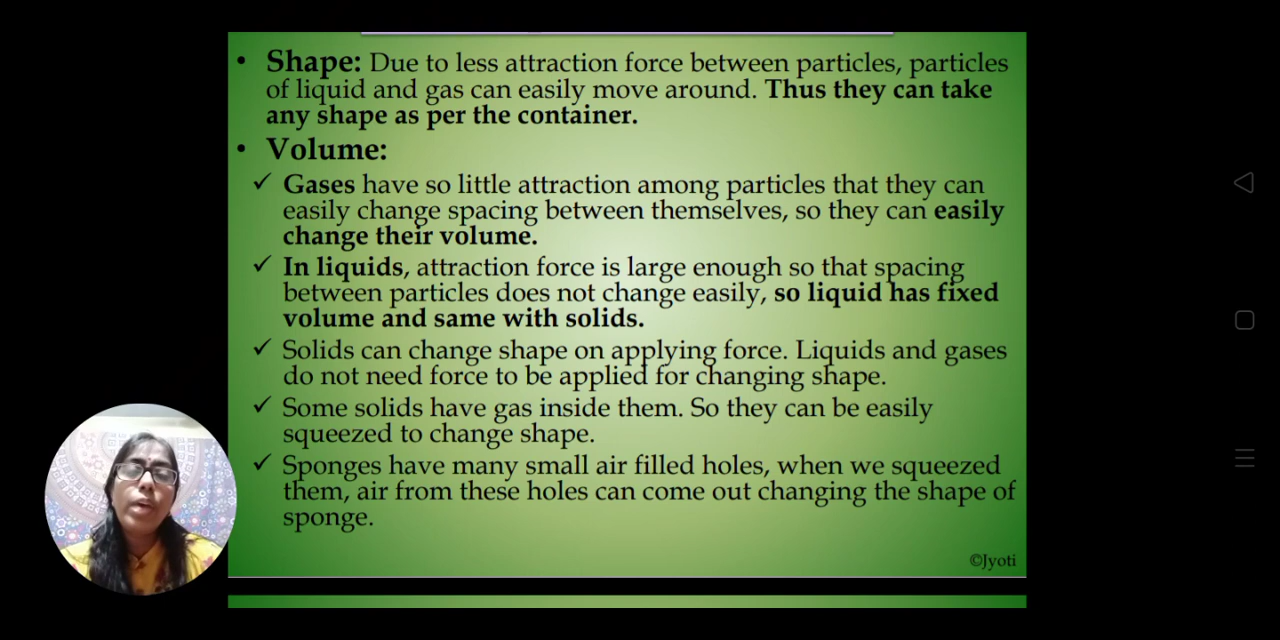 • Shape: Due to less attraction force between particles, particles
of liquid and gas can easily move around. Thus they can take
any shape as per the container.
• Volume:
✓ Gases have so little attraction among particles that they can
easily change spacing between themselves, so they can easily
change their volume.
✓ In liquids, attraction force is large enough so that spacing
between particles does not change easily, so liquid has fixed
volume and same with solids.
✓ Solids can change shape on applying force. Liquids and gases
do not need force to be applied for changing shape.
✓ Some solids have gas inside them. So they can be easily
squeezed to change shape.
✓ Sponges have many small air filled holes, when we squeezed
them, air from these holes can come out changing the shape of
sponge.
©Jyoti